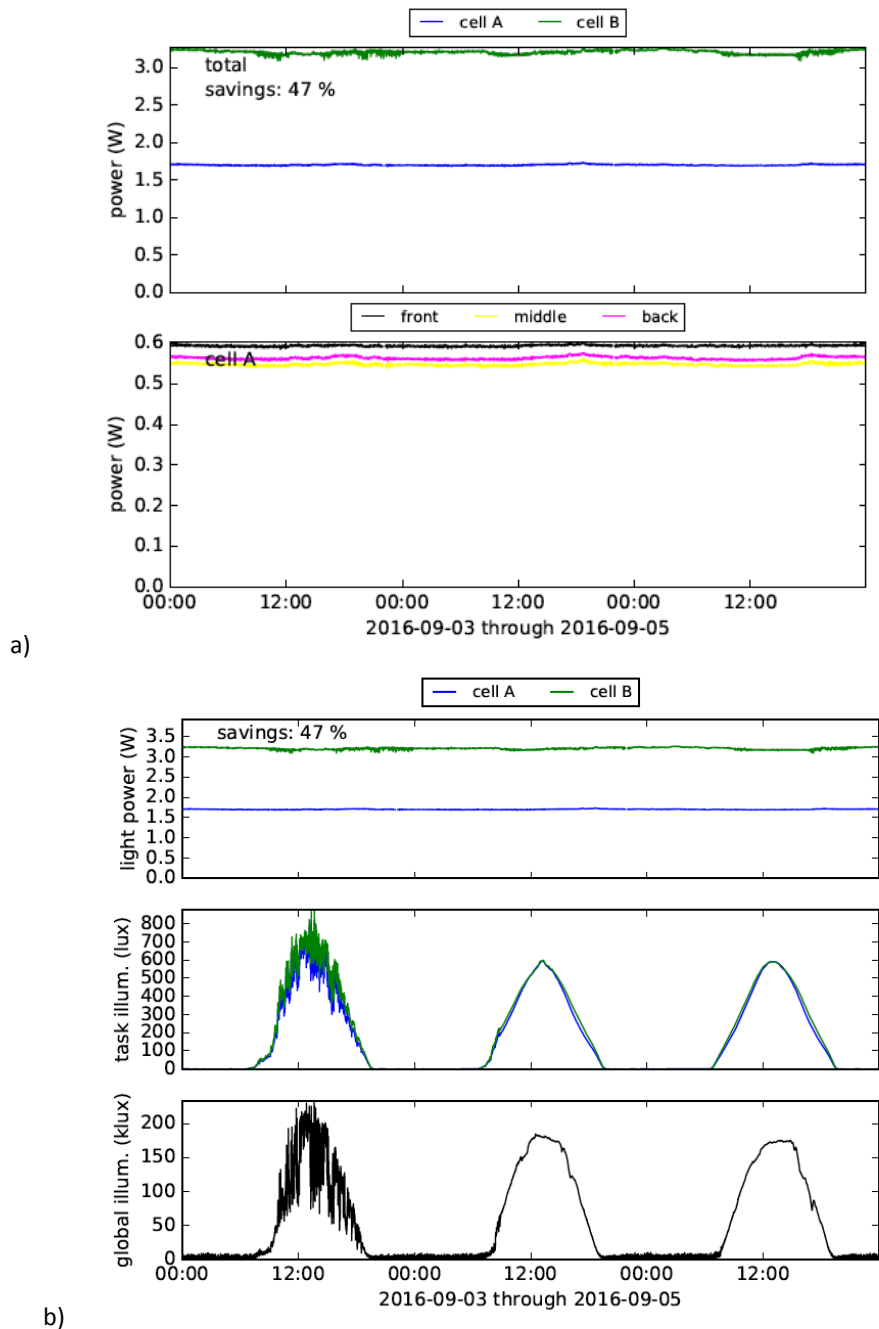 cell A cell B
total
savings: 47 %
power (W)
3.0
2.5
2.0
1.5
1.0
0.5
0.0
front middle back
cell A
power (W)
0.6
0.5
0.4
0.3
0.2
0.1
0.0
00:00 12:00 00:00 12:00 00:00 12:00
2016-09-03 through 2016-09-05
a)
cell A cell B
savings: 47 %
light power (W)
3.5
3.0
2.5
2.0
1.5
1.0
0.5
0.0
task illum. (lux)
800
700
600
500
400
300
200
100
0
global illum. (klux)
200
150
100
50
0
00:00 12:00 00:00 12:00 00:00 12:00
2016-09-03 through 2016-09-05
b)